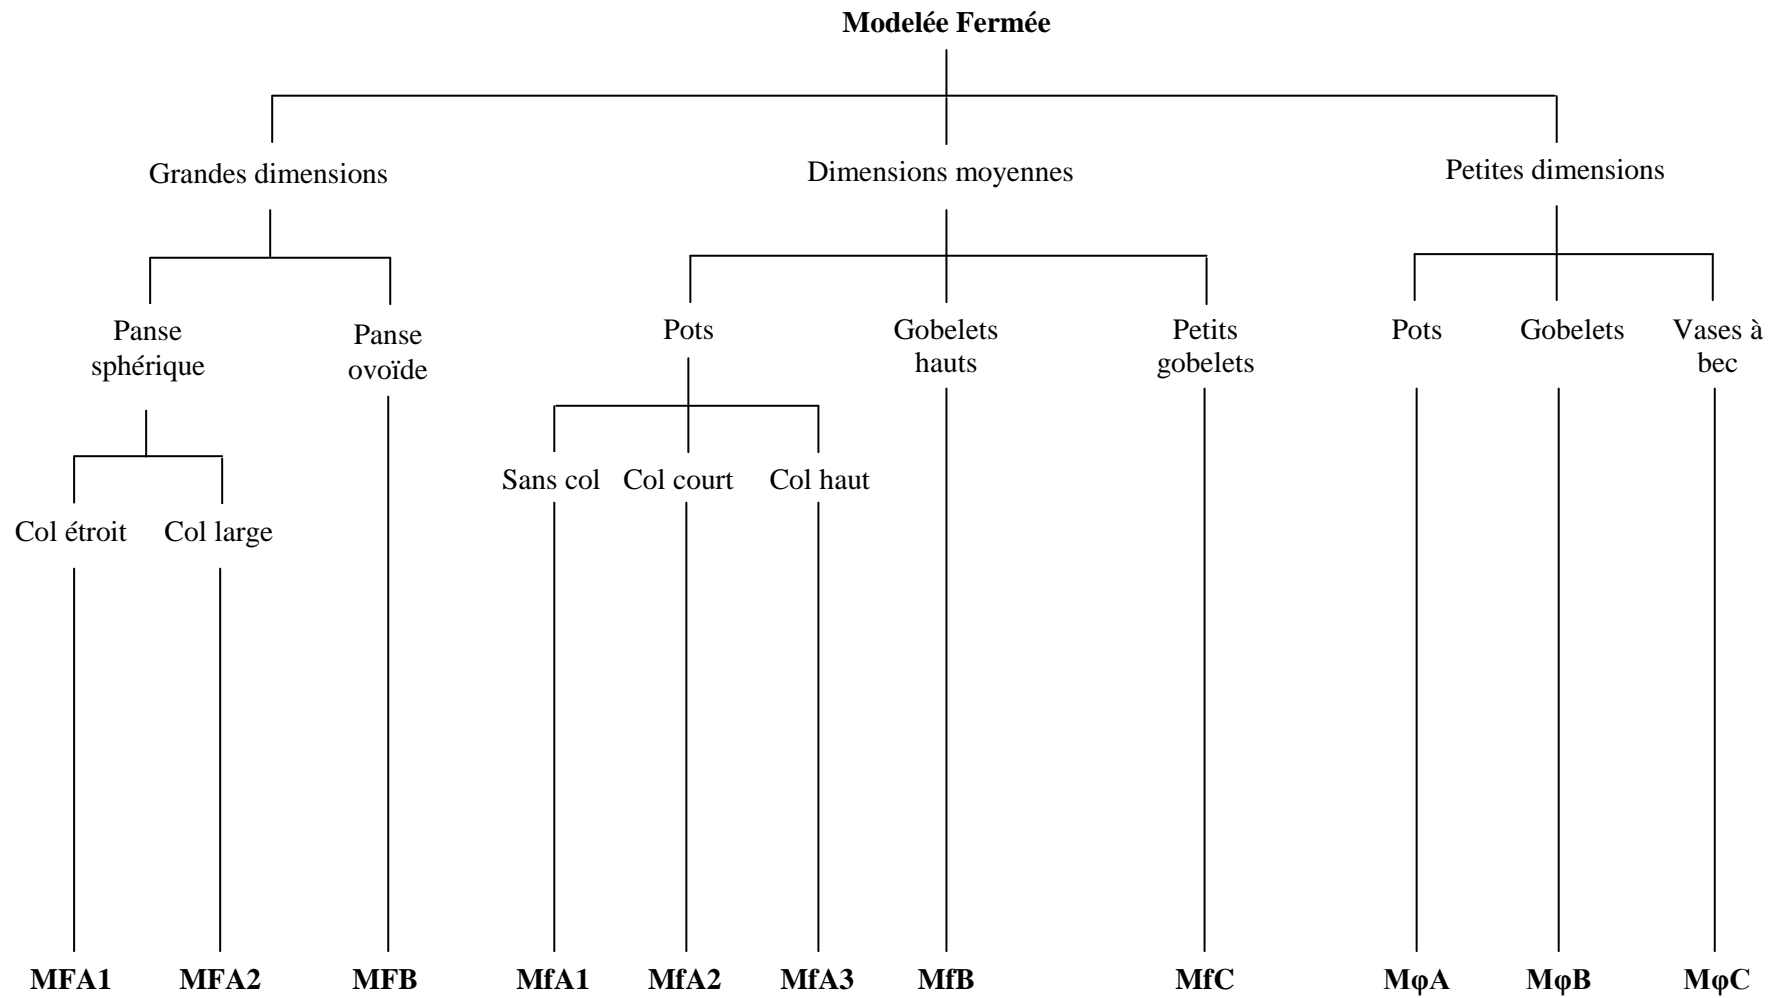 Modelée Fermée
Grandes dimensions
Dimensions moyennes
Petites dimensions
Panse
sphérique
Panse
ovoïde
Pots
Gobelets
hauts
Petits
gobelets
Pots
Gobelets
Vases à
bec
Sans col
Col court
Col haut
Col étroit
Col large
MFA1
MFA2
MFB
MfA1
MfA2
MfA3
MfB
MfC
MφA
MφB
MφC